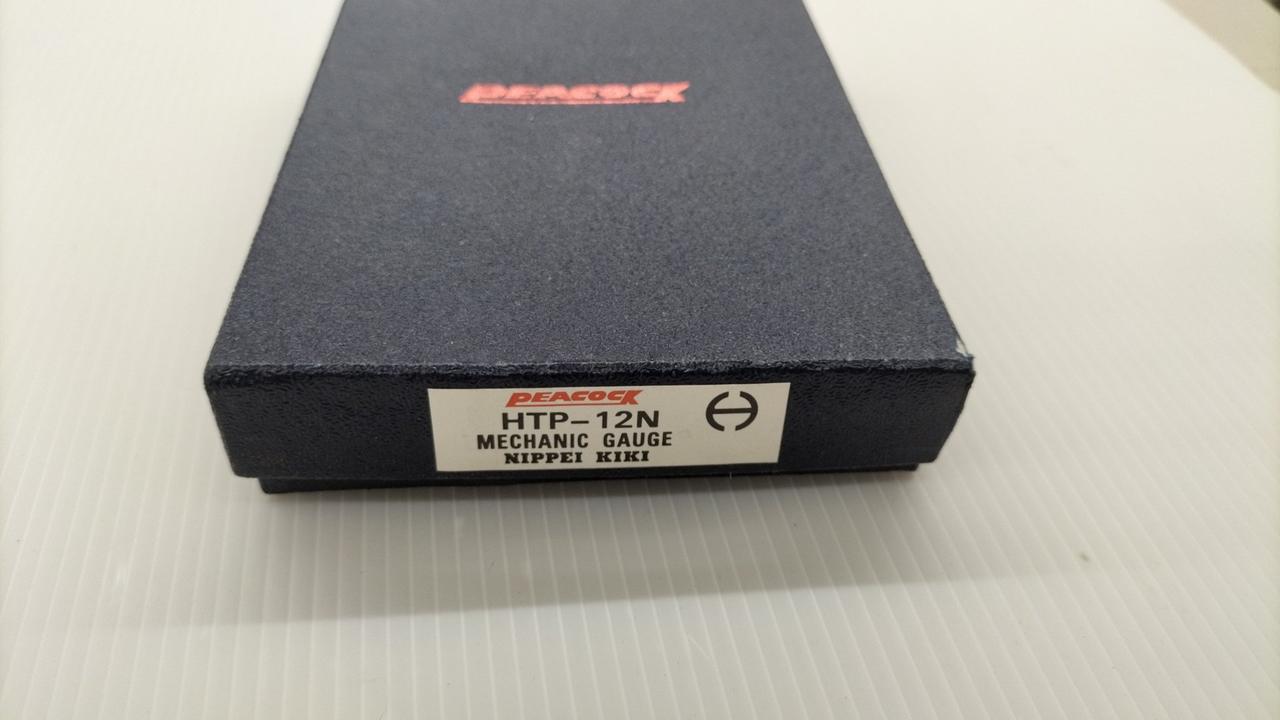 PEACOCK
PEACOCK
HTP-12N
MECHANIC GAUGE
NIPPEI KIKI